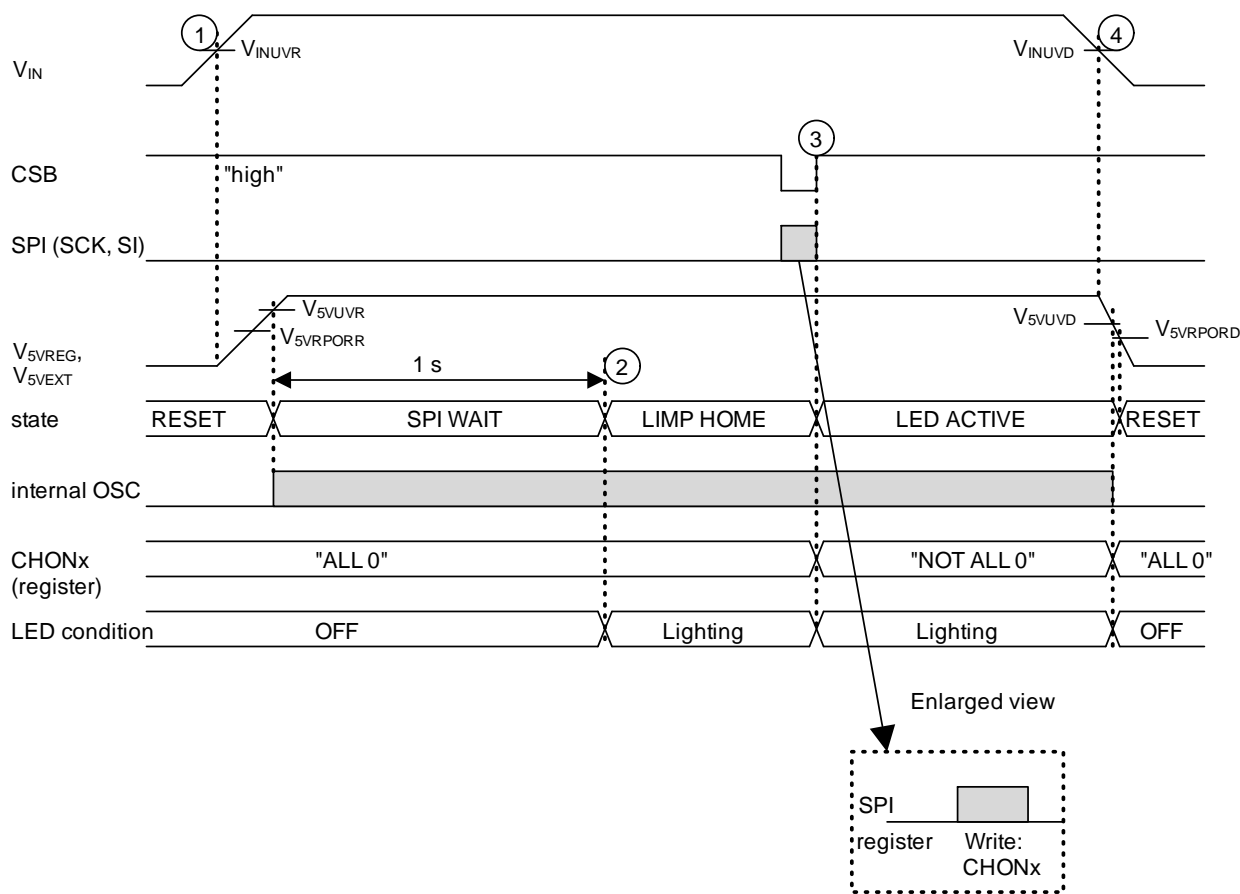 1
VINUVR
VINUVD
4
VIN
3
CSB
"high"
SPI (SCK, SI)
V5VUVR
V5VRPORR
V5VUVD
V5VRPORD
V5VREG,
V5VEXT
1 s
2
state RESET SPI WAIT LIMP HOME LED ACTIVE RESET
internal OSC
CHONx "ALL 0" "NOT ALL 0" "ALL 0"
(register)
LED condition OFF Lighting Lighting OFF
Enlarged view
SPI
register Write:
CHONx